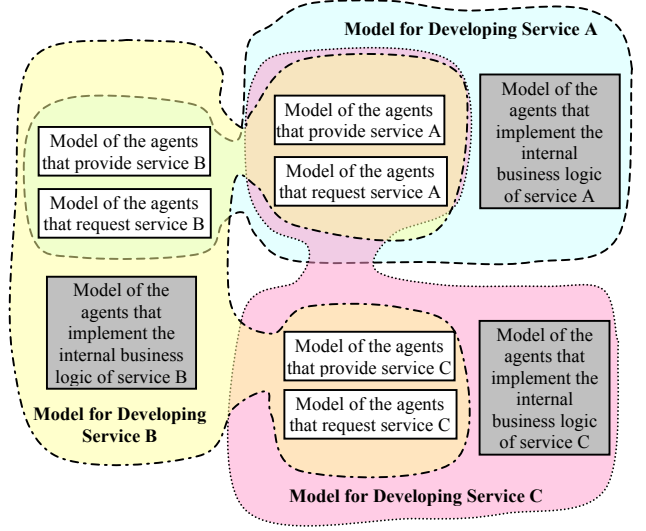 Model for Developing Service A
Model of the agents
that provide service A
Model of the agents
that request service A
Model of the
agents that
implement the
internal
business logic
of service A
Model of the agents
that provide service B
Model of the agents
that request service B
Model of the
agents that
implement the
internal business
logic of service B
Model for Developing
Service B
Model of the agents
that provide service C
Model of the agents
that request service C
Model of the
agents that
implement the
internal
business logic
of service C
Model for Developing Service C